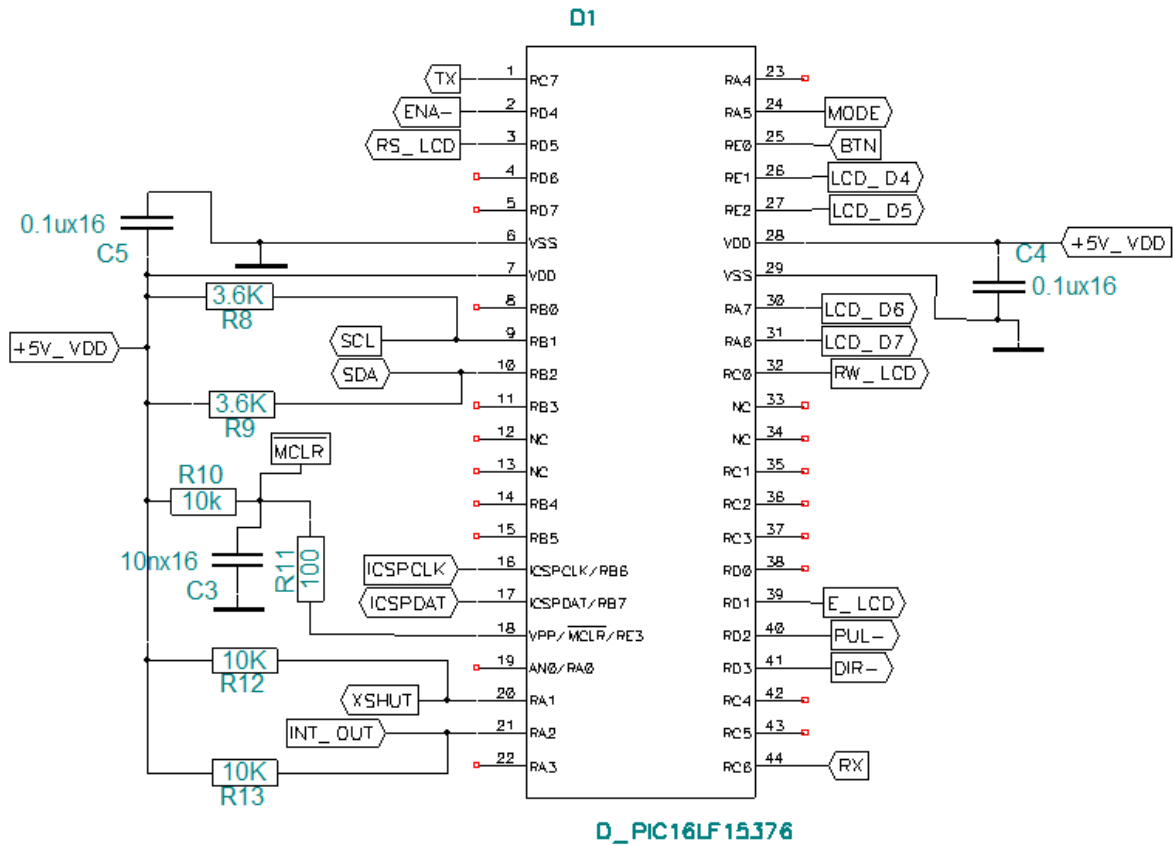 D1
TX 1 RC7 RA4 23
ENA- 2 RD4 RA5 24 MODE
RS_LCD 3 RD5 RE0 25 BTN
4 RD6 RE1 26 LCD_D4
5 RD7 RE2 27 LCD_D5
0.1ux16 C5 6 VSS VDD 28 +5V_VDD
7 VDD VSS 29 C4 0.1ux16
3.6K R8 8 RB0 RA7 30 LCD_D6
+5V_VDD SCL 9 RB1 RA6 31 LCD_D7
SDA 10 RB2 RC0 32 RW_LCD
3.6K R9 11 RB3 NC 33
MCLR 12 NC NC 34
R10 13 NC RC1 35
10k 14 RB4 RC2 36
15 RB5 RC3 37
10nx16 C3 R11 100 ICSPCLK 16 ICSPCLK/RB6 RD0 38
ICSPDAT 17 ICSPDAT/RB7 RD1 39 E_LCD
18 VPP/MCLR/RE3 RD2 40 PUL-
10K R12 19 AN0/RA0 RD3 41 DIR-
XSHUT 20 RA1 RC4 42
INT_OUT 21 RA2 RC5 43
10K R13 22 RA3 RC6 44 RX
D_PIC16LF15376